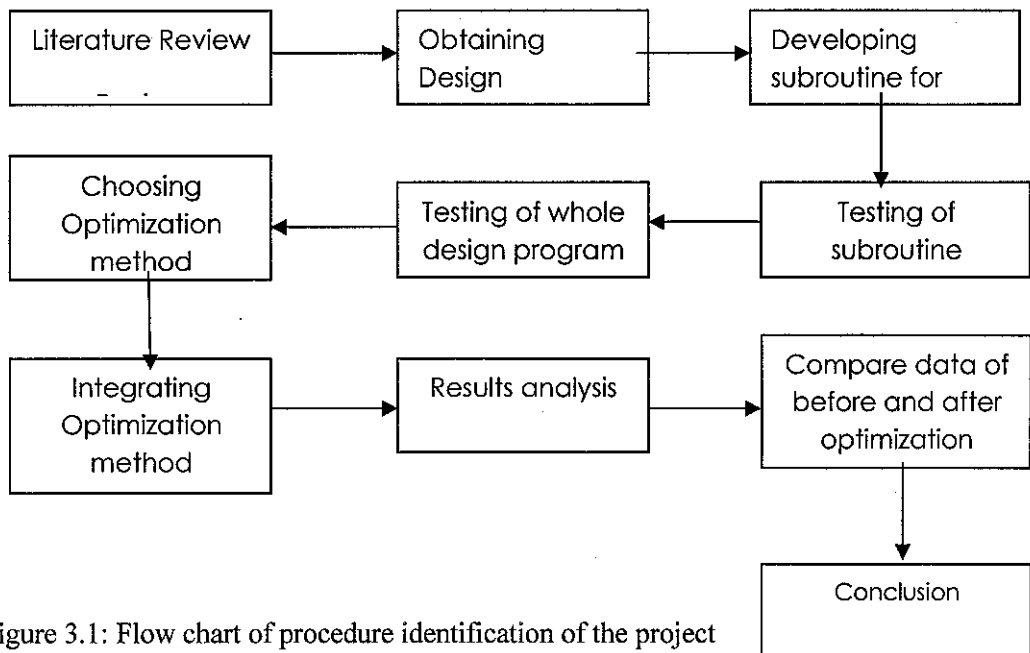 Literature Review
Obtaining
Design
Developing
subroutine for
Testing of
subroutine
Testing of whole
design program
Choosing
Optimization
method
Integrating
Optimization
method
Results analysis
Compare data of
before and after
optimization
Conclusion
igure 3.1: Flow chart of procedure identification of the project